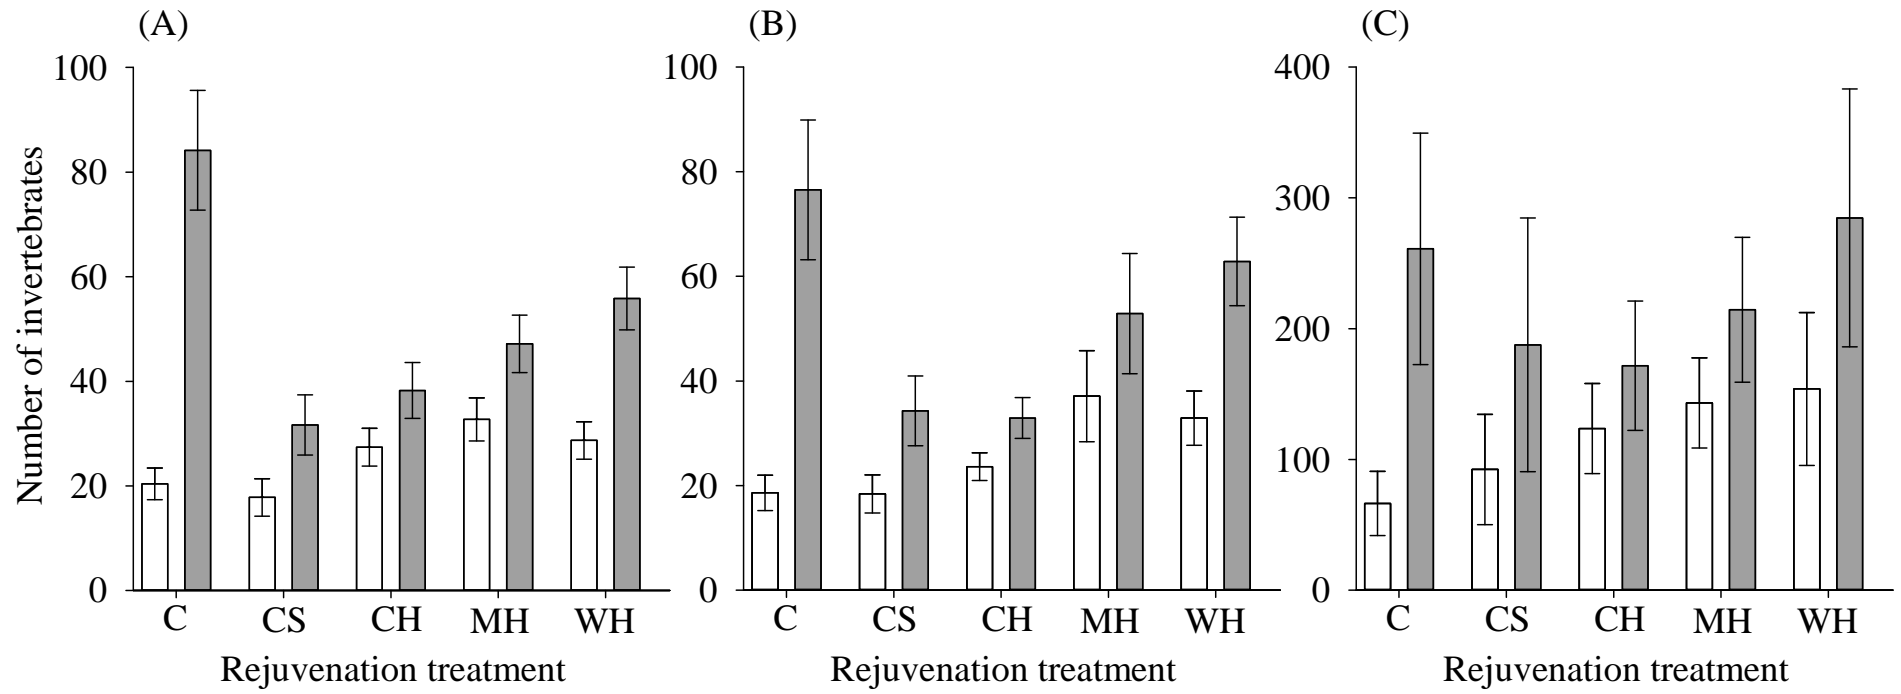 (A)
100
80
60
40
20
0
Number of invertebrates
C CS CH MH WH
Rejuvenation treatment
(B)
100
80
60
40
20
0
C CS CH MH WH
Rejuvenation treatment
(C)
400
300
200
100
0
C CS CH MH WH
Rejuvenation treatment